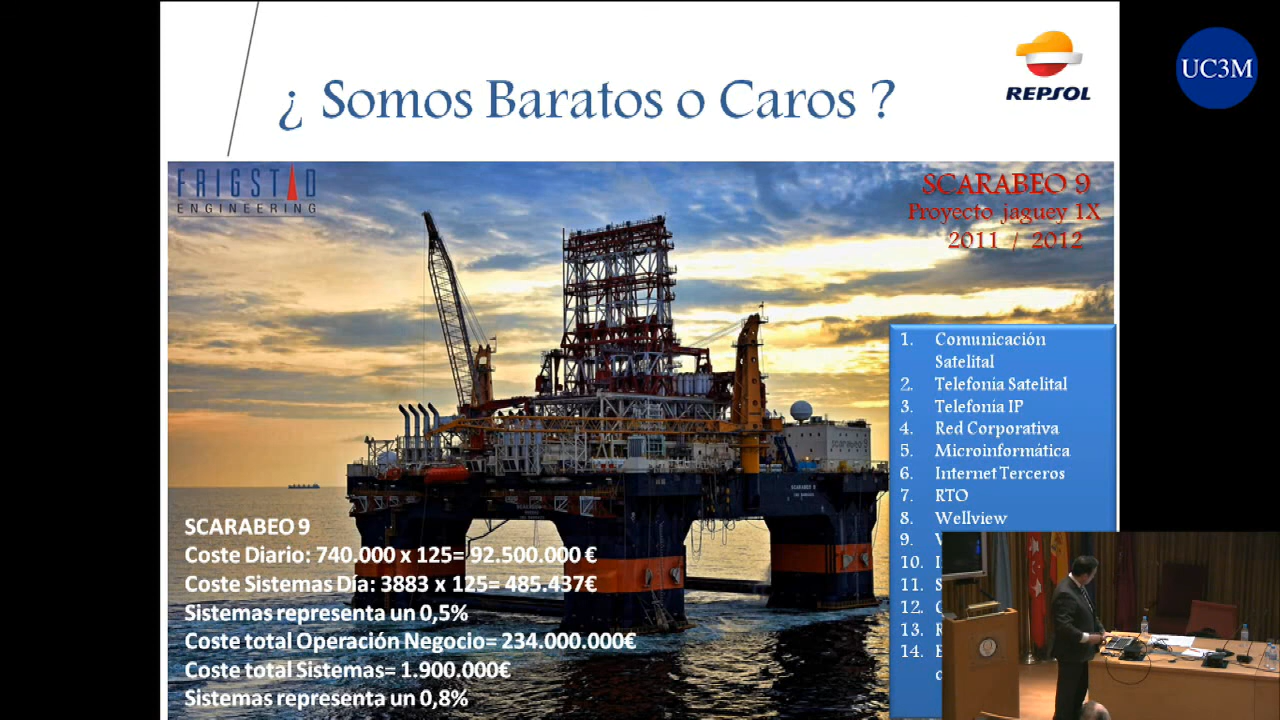 ¿ Somos Baratos o Caros ?
REPSOL
UC3M
FRIGSTAD
ENGINEERING
SCARABEO 9
Proyecto jaguey 1X
2011 / 2012
1. Comunicación
Satelital
2. Telefonía Satelital
3. Telefonía IP
4. Red Corporativa
5. Microinformática
6. Internet Terceros
7. RTO
8. Wellview
9.
10.
11.
12.
13.
14.
SCARABEO 9
Coste Diario: 740.000 x 125= 92.500.000 €
Coste Sistemas Día: 3883 x 125= 485.437€
Sistemas representa un 0,5%
Coste total Operación Negocio= 234.000.000€
Coste total Sistemas= 1.900.000€
Sistemas representa un 0,8%